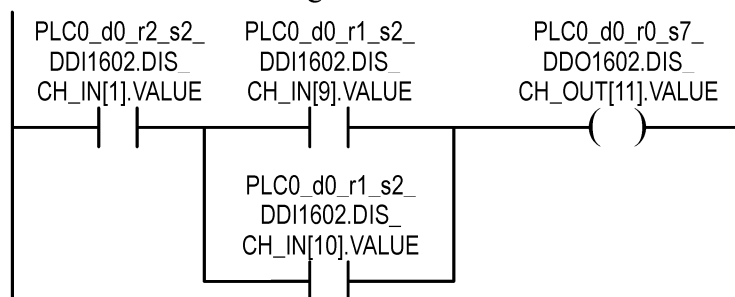 PLC0_d0_r2_s2_
DDI1602.DIS_
CH_IN[1].VALUE
PLC0_d0_r1_s2_
DDI1602.DIS_
CH_IN[9].VALUE
PLC0_d0_r0_s7_
DDO1602.DIS_
CH_OUT[11].VALUE
PLC0_d0_r1_s2_
DDI1602.DIS_
CH_IN[10].VALUE